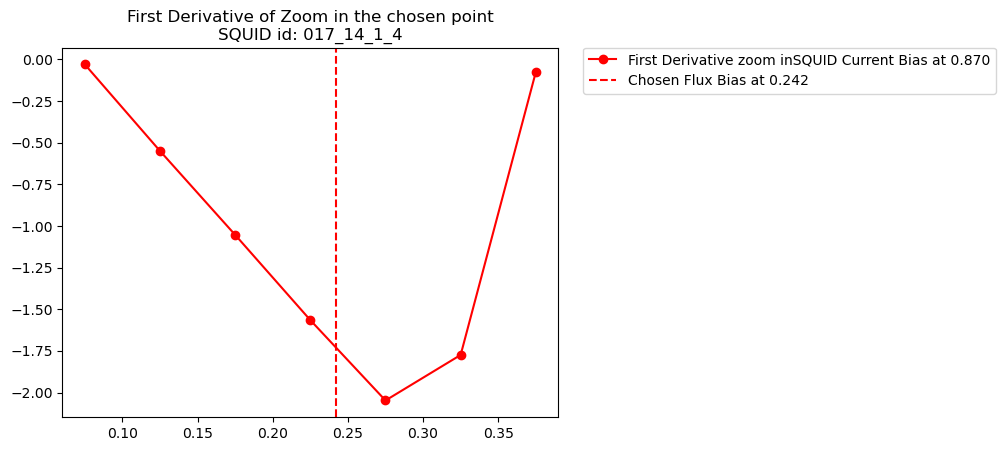 First Derivative of Zoom in the chosen point
SQUID id: 017_14_1_4
First Derivative zoom inSQUID Current Bias at 0.870
Chosen Flux Bias at 0.242
0.00
−0.25
−0.50
−0.75
−1.00
−1.25
−1.50
−1.75
−2.00
0.10 0.15 0.20 0.25 0.30 0.35